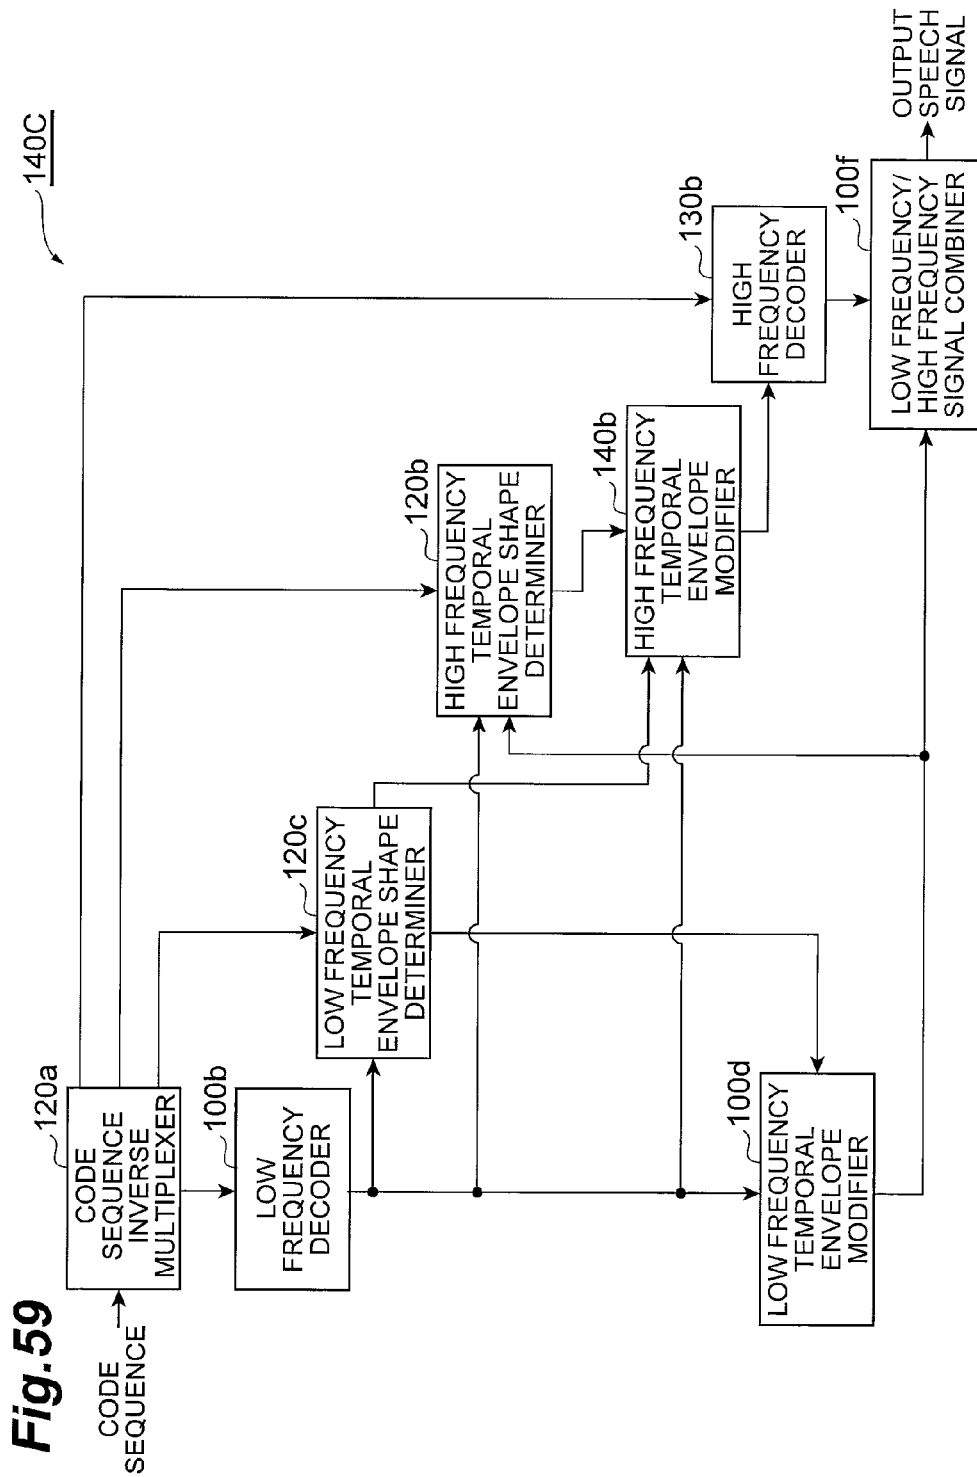 Fig.59
140C
CODE
SEQUENCE
120a
CODE
SEQUENCE
INVERSE
MULTIPLEXER
100b
LOW
FREQUENCY
DECODER
120c
LOW FREQUENCY
TEMPORAL
ENVELOPE SHAPE
DETERMINER
120b
HIGH FREQUENCY
TEMPORAL
ENVELOPE SHAPE
DETERMINER
140b
HIGH FREQUENCY
TEMPORAL
ENVELOPE
MODIFIER
130b
HIGH
FREQUENCY
DECODER
100d
LOW FREQUENCY
TEMPORAL
ENVELOPE
MODIFIER
100f
LOW FREQUENCY/
HIGH FREQUENCY
SIGNAL COMBINER
OUTPUT
SPEECH
SIGNAL